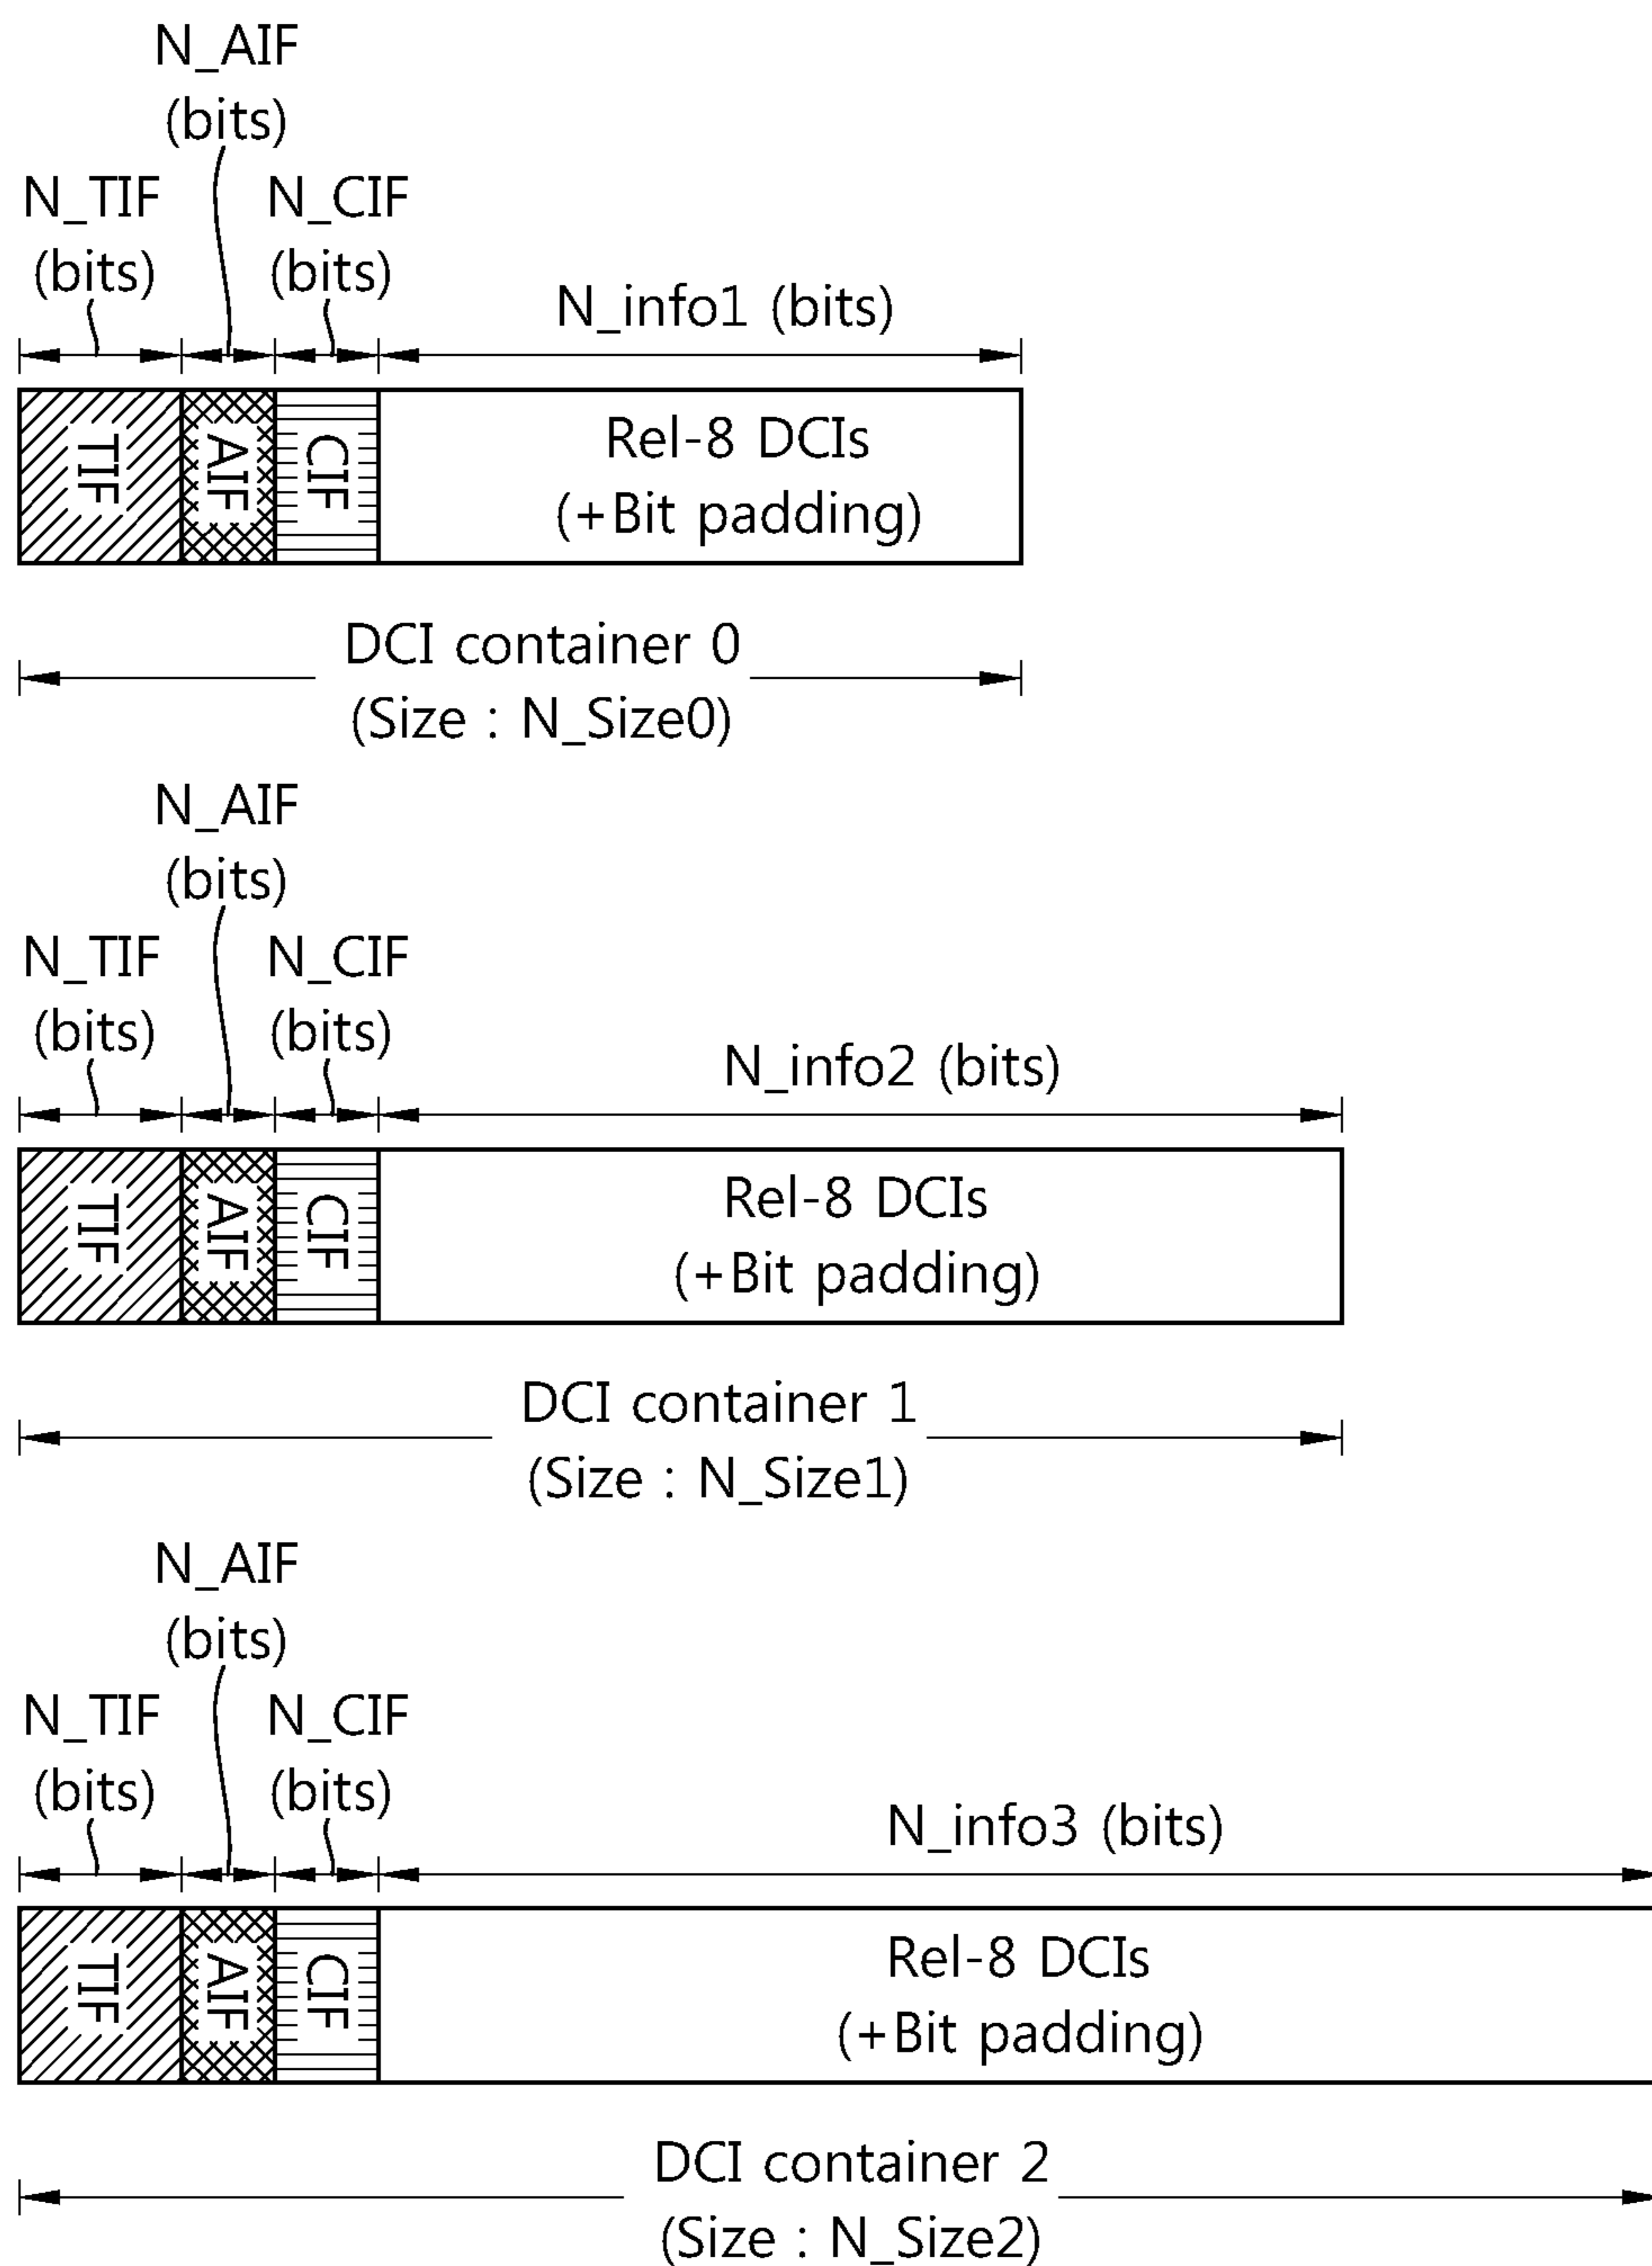 N_AIF
(bits)
N_TIF
(bits)
N_CIF
(bits)
N_info1 (bits)
TIF
AIF
CIF
Rel-8 DCIs
(+Bit padding)
DCI container 0
(Size : N_Size0)
N_AIF
(bits)
N_TIF
(bits)
N_CIF
(bits)
N_info2 (bits)
TIF
AIF
CIF
Rel-8 DCIs
(+Bit padding)
DCI container 1
(Size : N_Size1)
N_AIF
(bits)
N_TIF
(bits)
N_CIF
(bits)
N_info3 (bits)
TIF
AIF
CIF
Rel-8 DCIs
(+Bit padding)
DCI container 2
(Size : N_Size2)